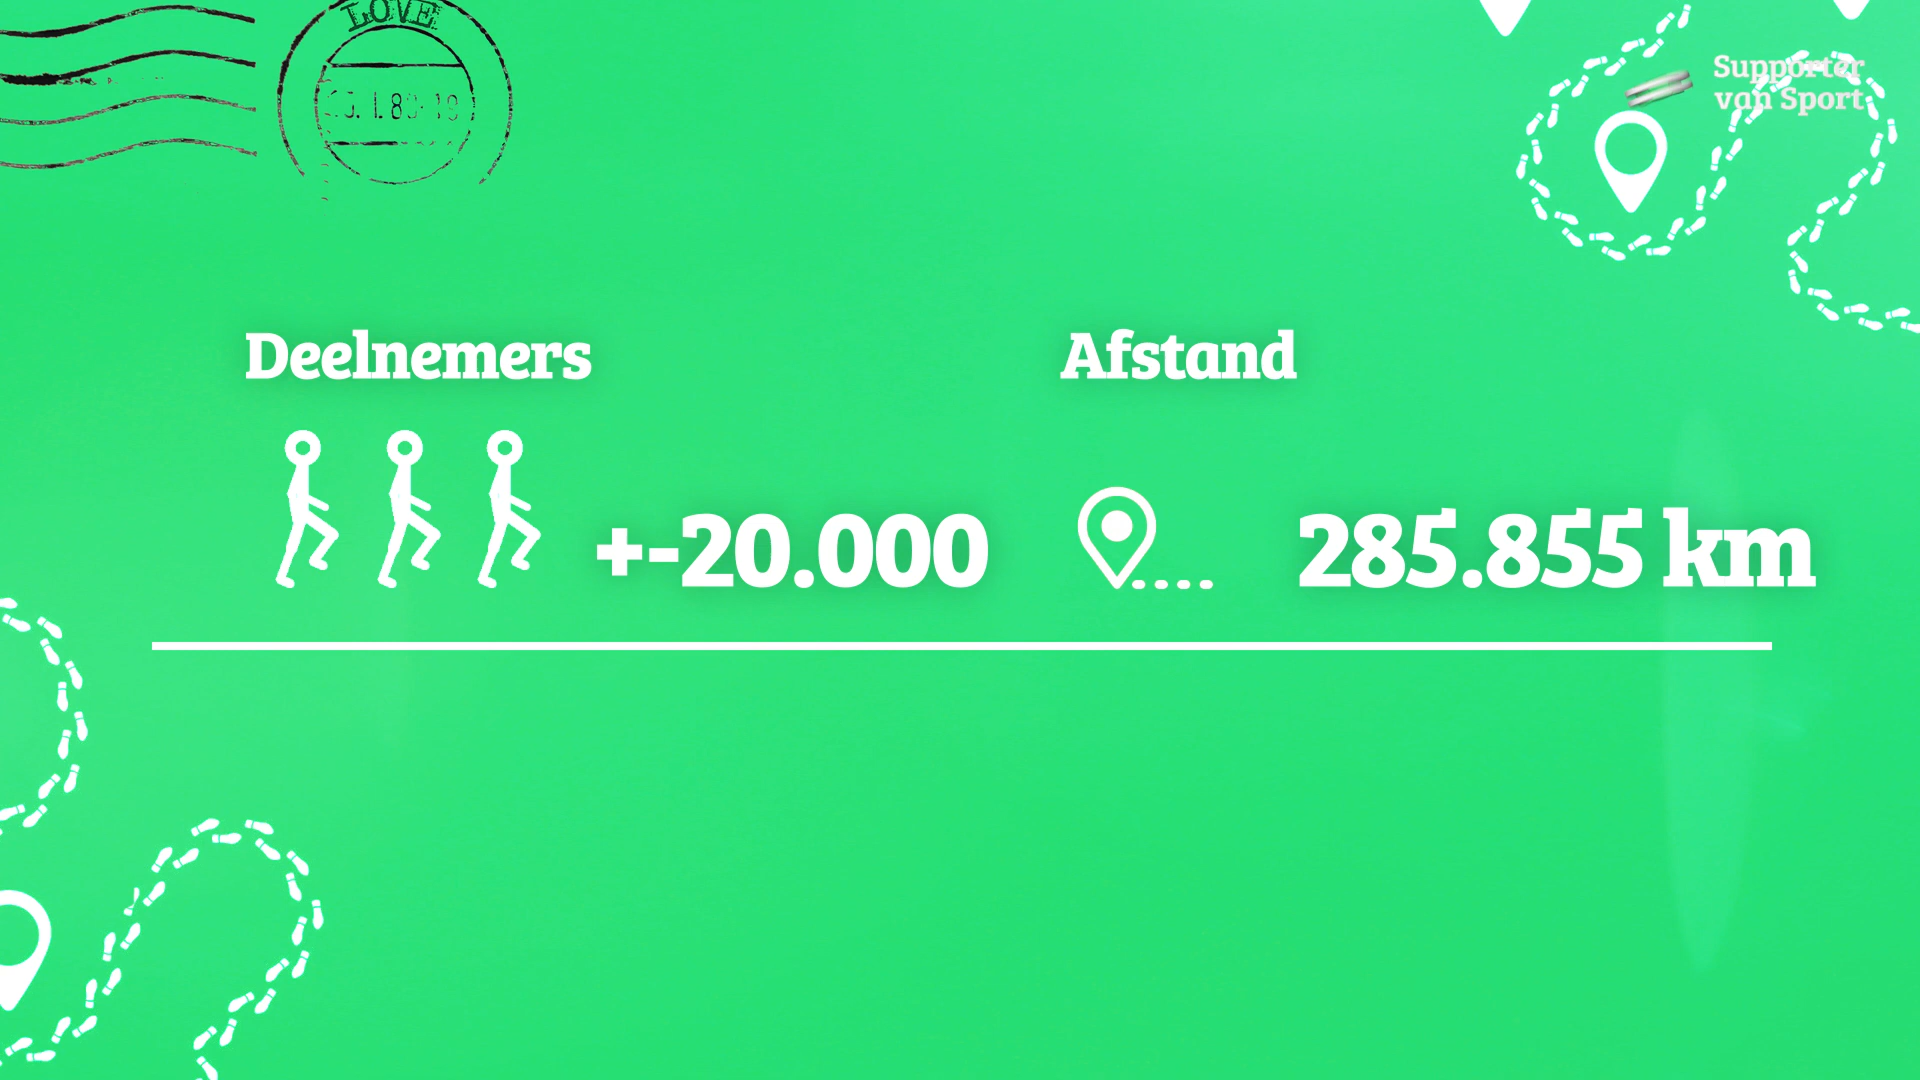 LOVE
Supporter
van Sport
Deelnemers
Afstand
+-20.000
285.855 km